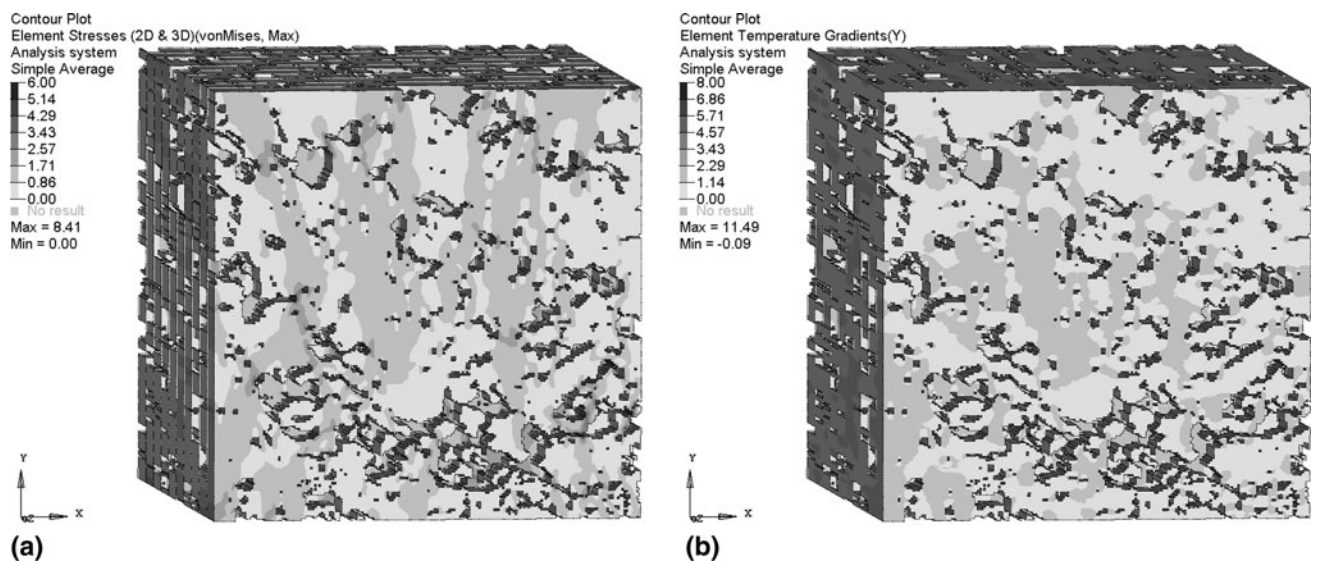 Contour Plot
Element Stresses (2D & 3D)(vonMises, Max)
Analysis system
Simple Average
6.00
5.14
4.29
3.43
2.57
1.71
0.86
0.00
No result
Max = 8.41
Min = 0.00
Y
Z X
(a)
Contour Plot
Element Temperature Gradients(Y)
Analysis system
Simple Average
8.00
6.86
5.71
4.57
3.43
2.29
1.14
0.00
No result
Max = 11.49
Min = -0.09
Y
Z X
(b)